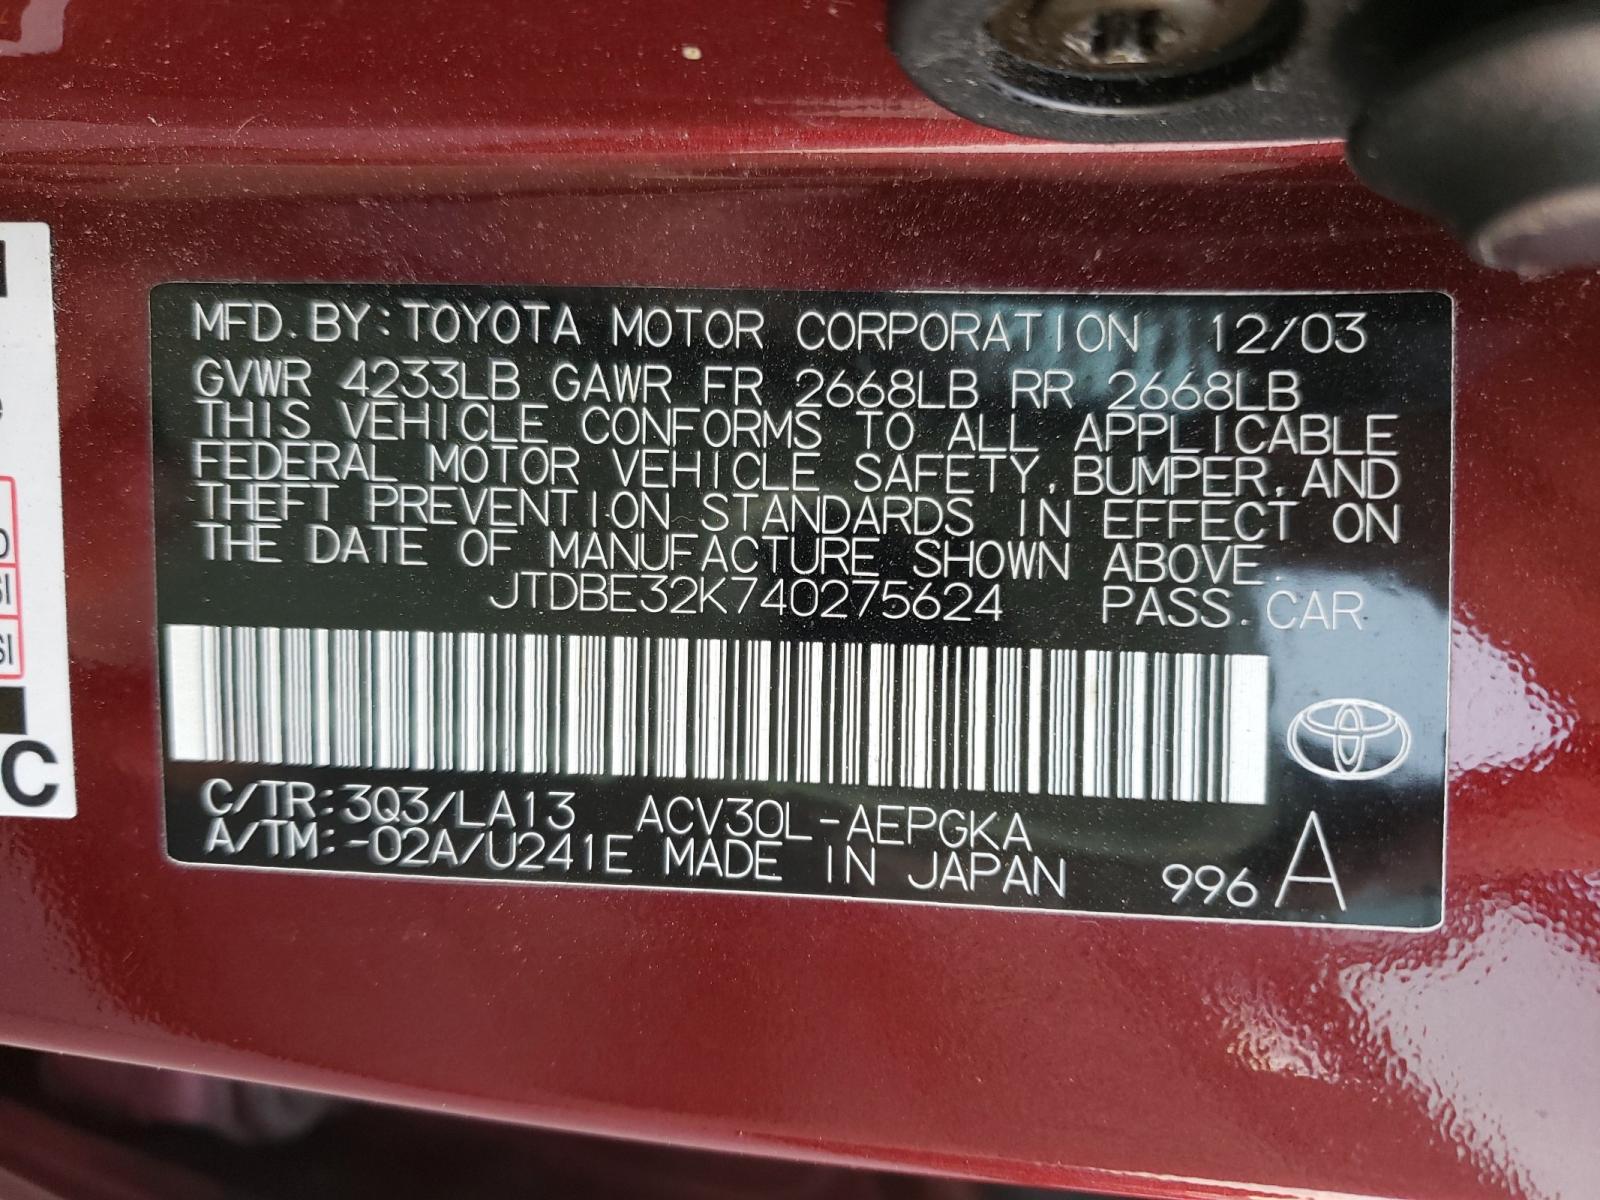 MFD. BY: TOYOTA MOTOR CORPORATION 12/03
GVWR 4233LB GAWR FR 2668LB RR 2668LB
THIS VEHICLE CONFORMS TO ALL APPLICABLE
FEDERAL MOTOR VEHICLE SAFETY, BUMPER, AND
THEFT PREVENTION STANDARDS IN EFFECT ON
THE DATE OF MANUFACTURE SHOWN ABOVE.
JTDBE32K740275624 PASS. CAR
C/TR: 3Q3/LA13 ACV30L-AEPGKA
A/TM: -02A/U241E MADE IN JAPAN 996 A
C